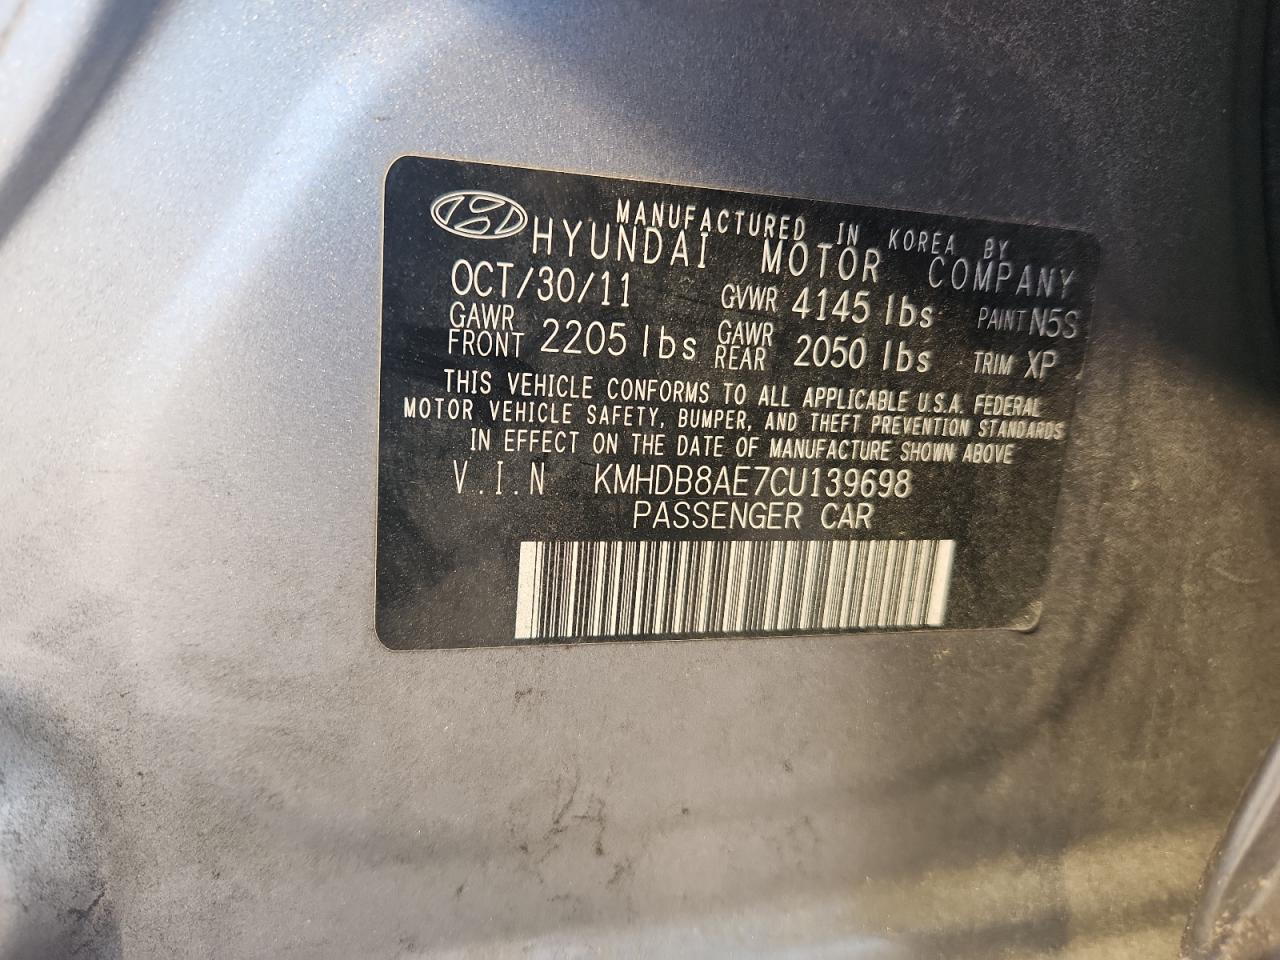 MANUFACTURED IN KOREA BY
HYUNDAI MOTOR COMPANY
OCT/30/11 GVWR 4145 lbs PAINT N5S
GAWR FRONT 2205 lbs GAWR REAR 2050 lbs TRIM XP
THIS VEHICLE CONFORMS TO ALL APPLICABLE U.S.A. FEDERAL
MOTOR VEHICLE SAFETY, BUMPER, AND THEFT PREVENTION STANDARDS
IN EFFECT ON THE DATE OF MANUFACTURE SHOWN ABOVE
V.I.N KMHDB8AE7CU139698
PASSENGER CAR